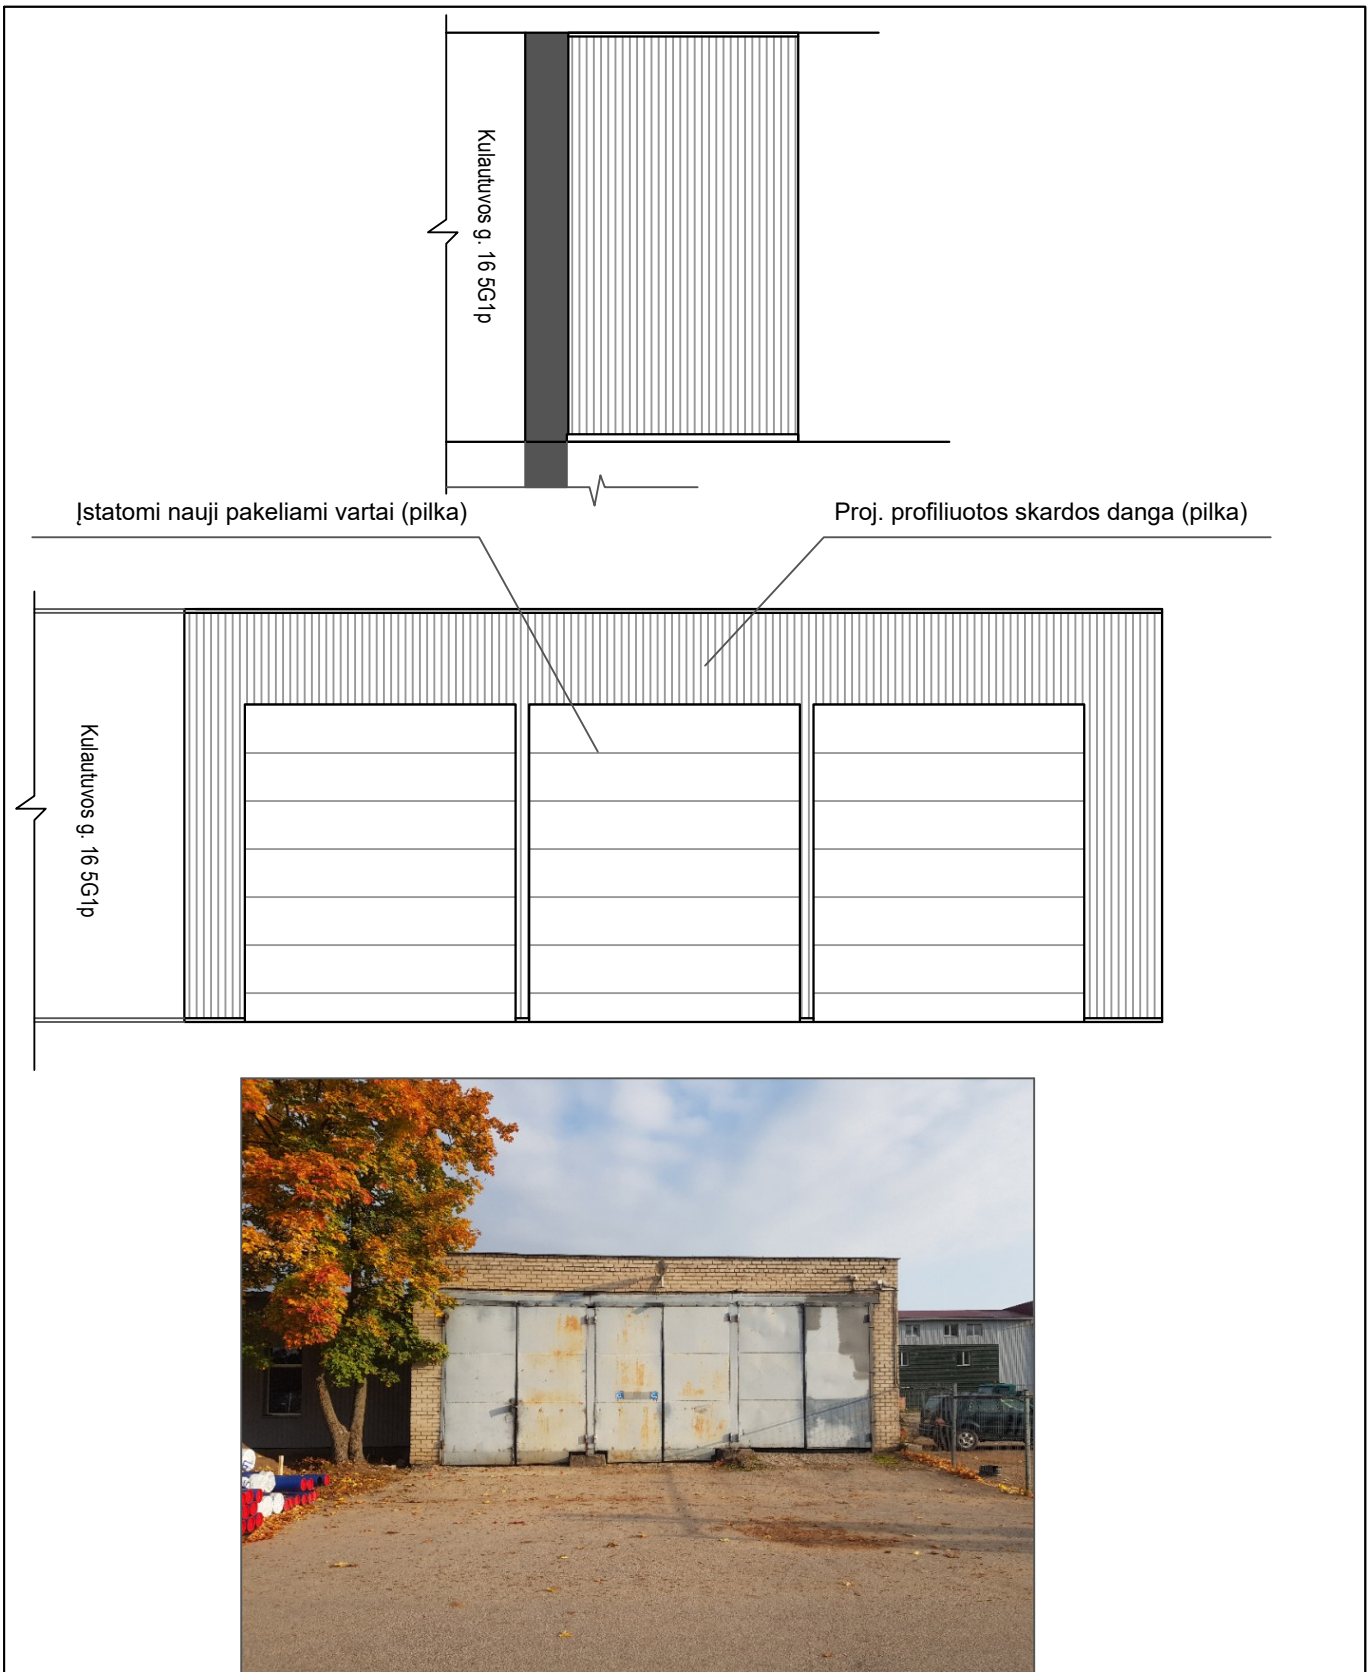 Kulautuvos g. 16 5G1p
Įstatomi nauji pakeliami vartai (pilka)
Proj. profiliuotos skardos danga (pilka)
Kulautuvos g. 16 5G1p